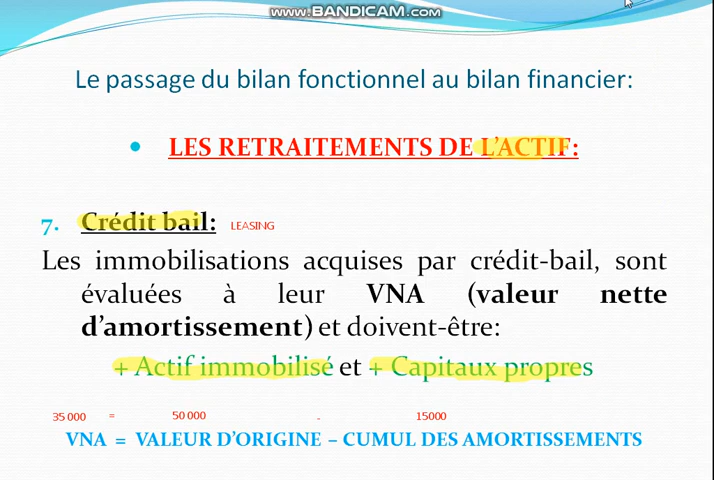 www.BANDICAM.com
Le passage du bilan fonctionnel au bilan financier:
• LES RETRAITEMENTS DE L'ACTIF:
7. Crédit bail: LEASING
Les immobilisations acquises par crédit-bail, sont
évaluées à leur VNA (valeur nette
d'amortissement) et doivent-être:
+ Actif immobilisé et + Capitaux propres
35 000 = 50 000 - 15000
VNA = VALEUR D'ORIGINE – CUMUL DES AMORTISSEMENTS